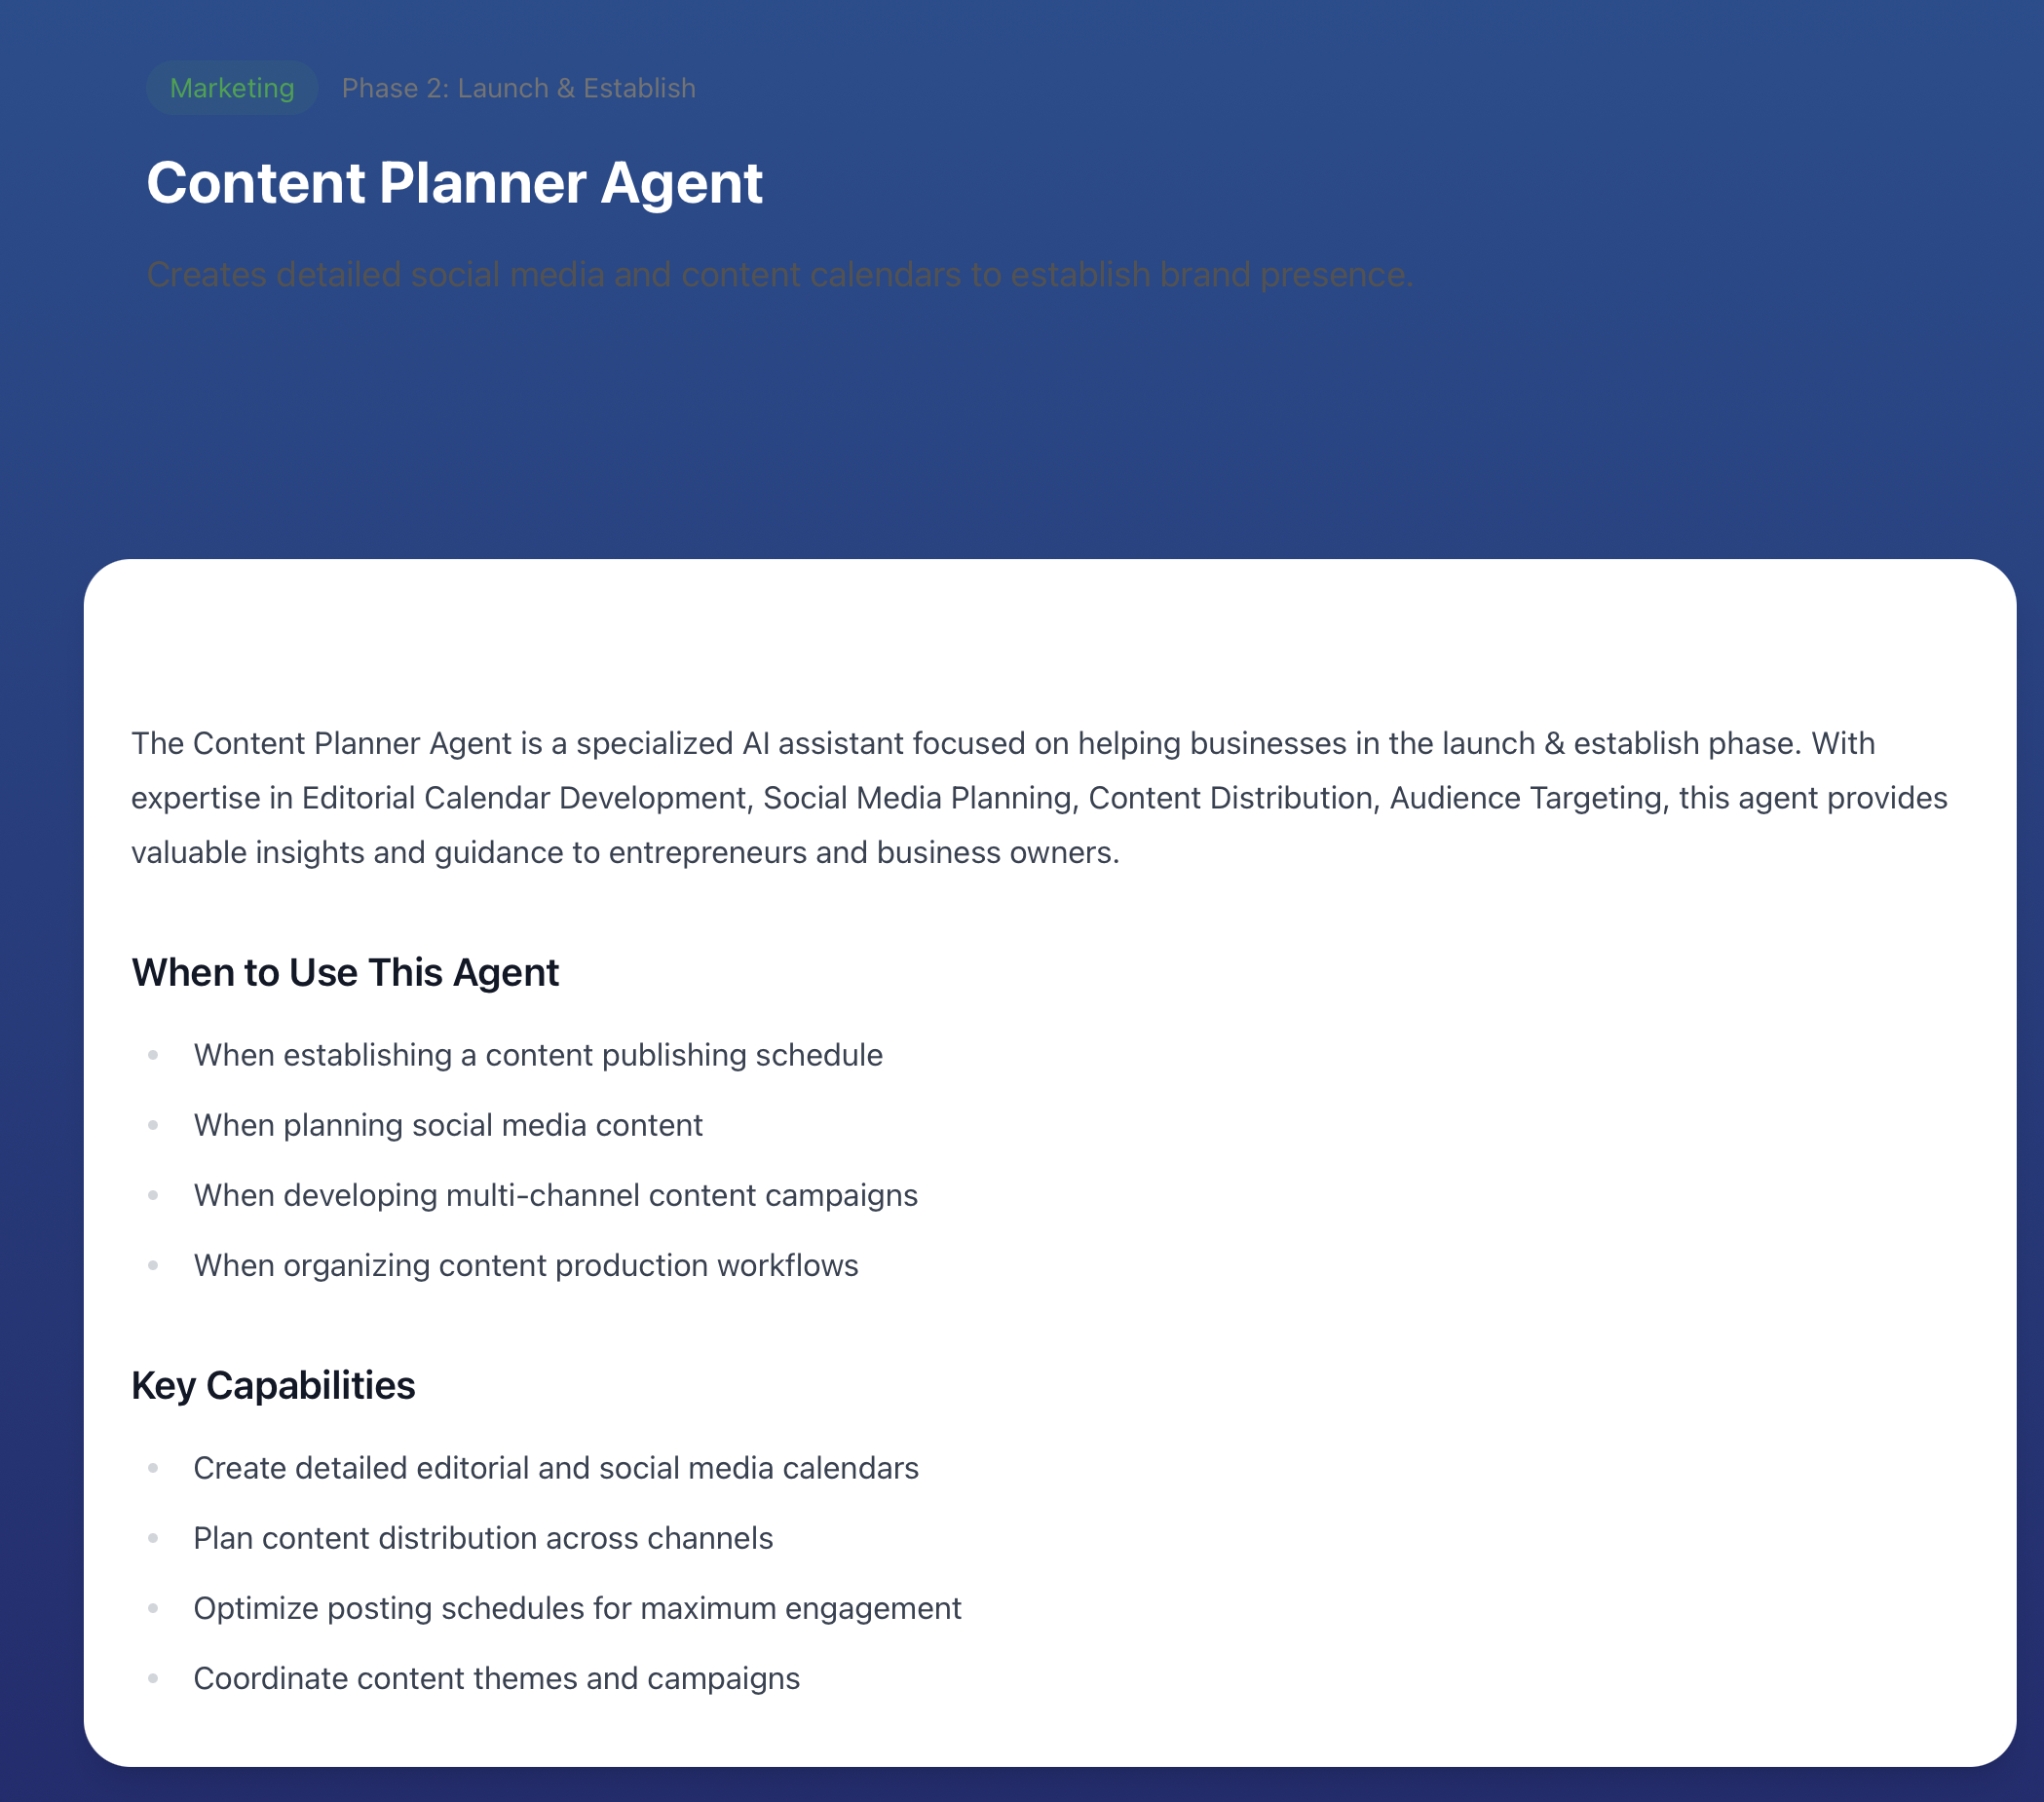 Marketing
Phase 2: Launch & Establish
Content Planner Agent
Creates detailed social media and content calendars to establish brand presence.
The Content Planner Agent is a specialized AI assistant focused on helping businesses in the launch & establish phase. With
expertise in Editorial Calendar Development, Social Media Planning, Content Distribution, Audience Targeting, this agent provides
valuable insights and guidance to entrepreneurs and business owners.
When to Use This Agent
When establishing a content publishing schedule
When planning social media content
When developing multi-channel content campaigns
When organizing content production workflows
Key Capabilities
Create detailed editorial and social media calendars
Plan content distribution across channels
Optimize posting schedules for maximum engagement
Coordinate content themes and campaigns